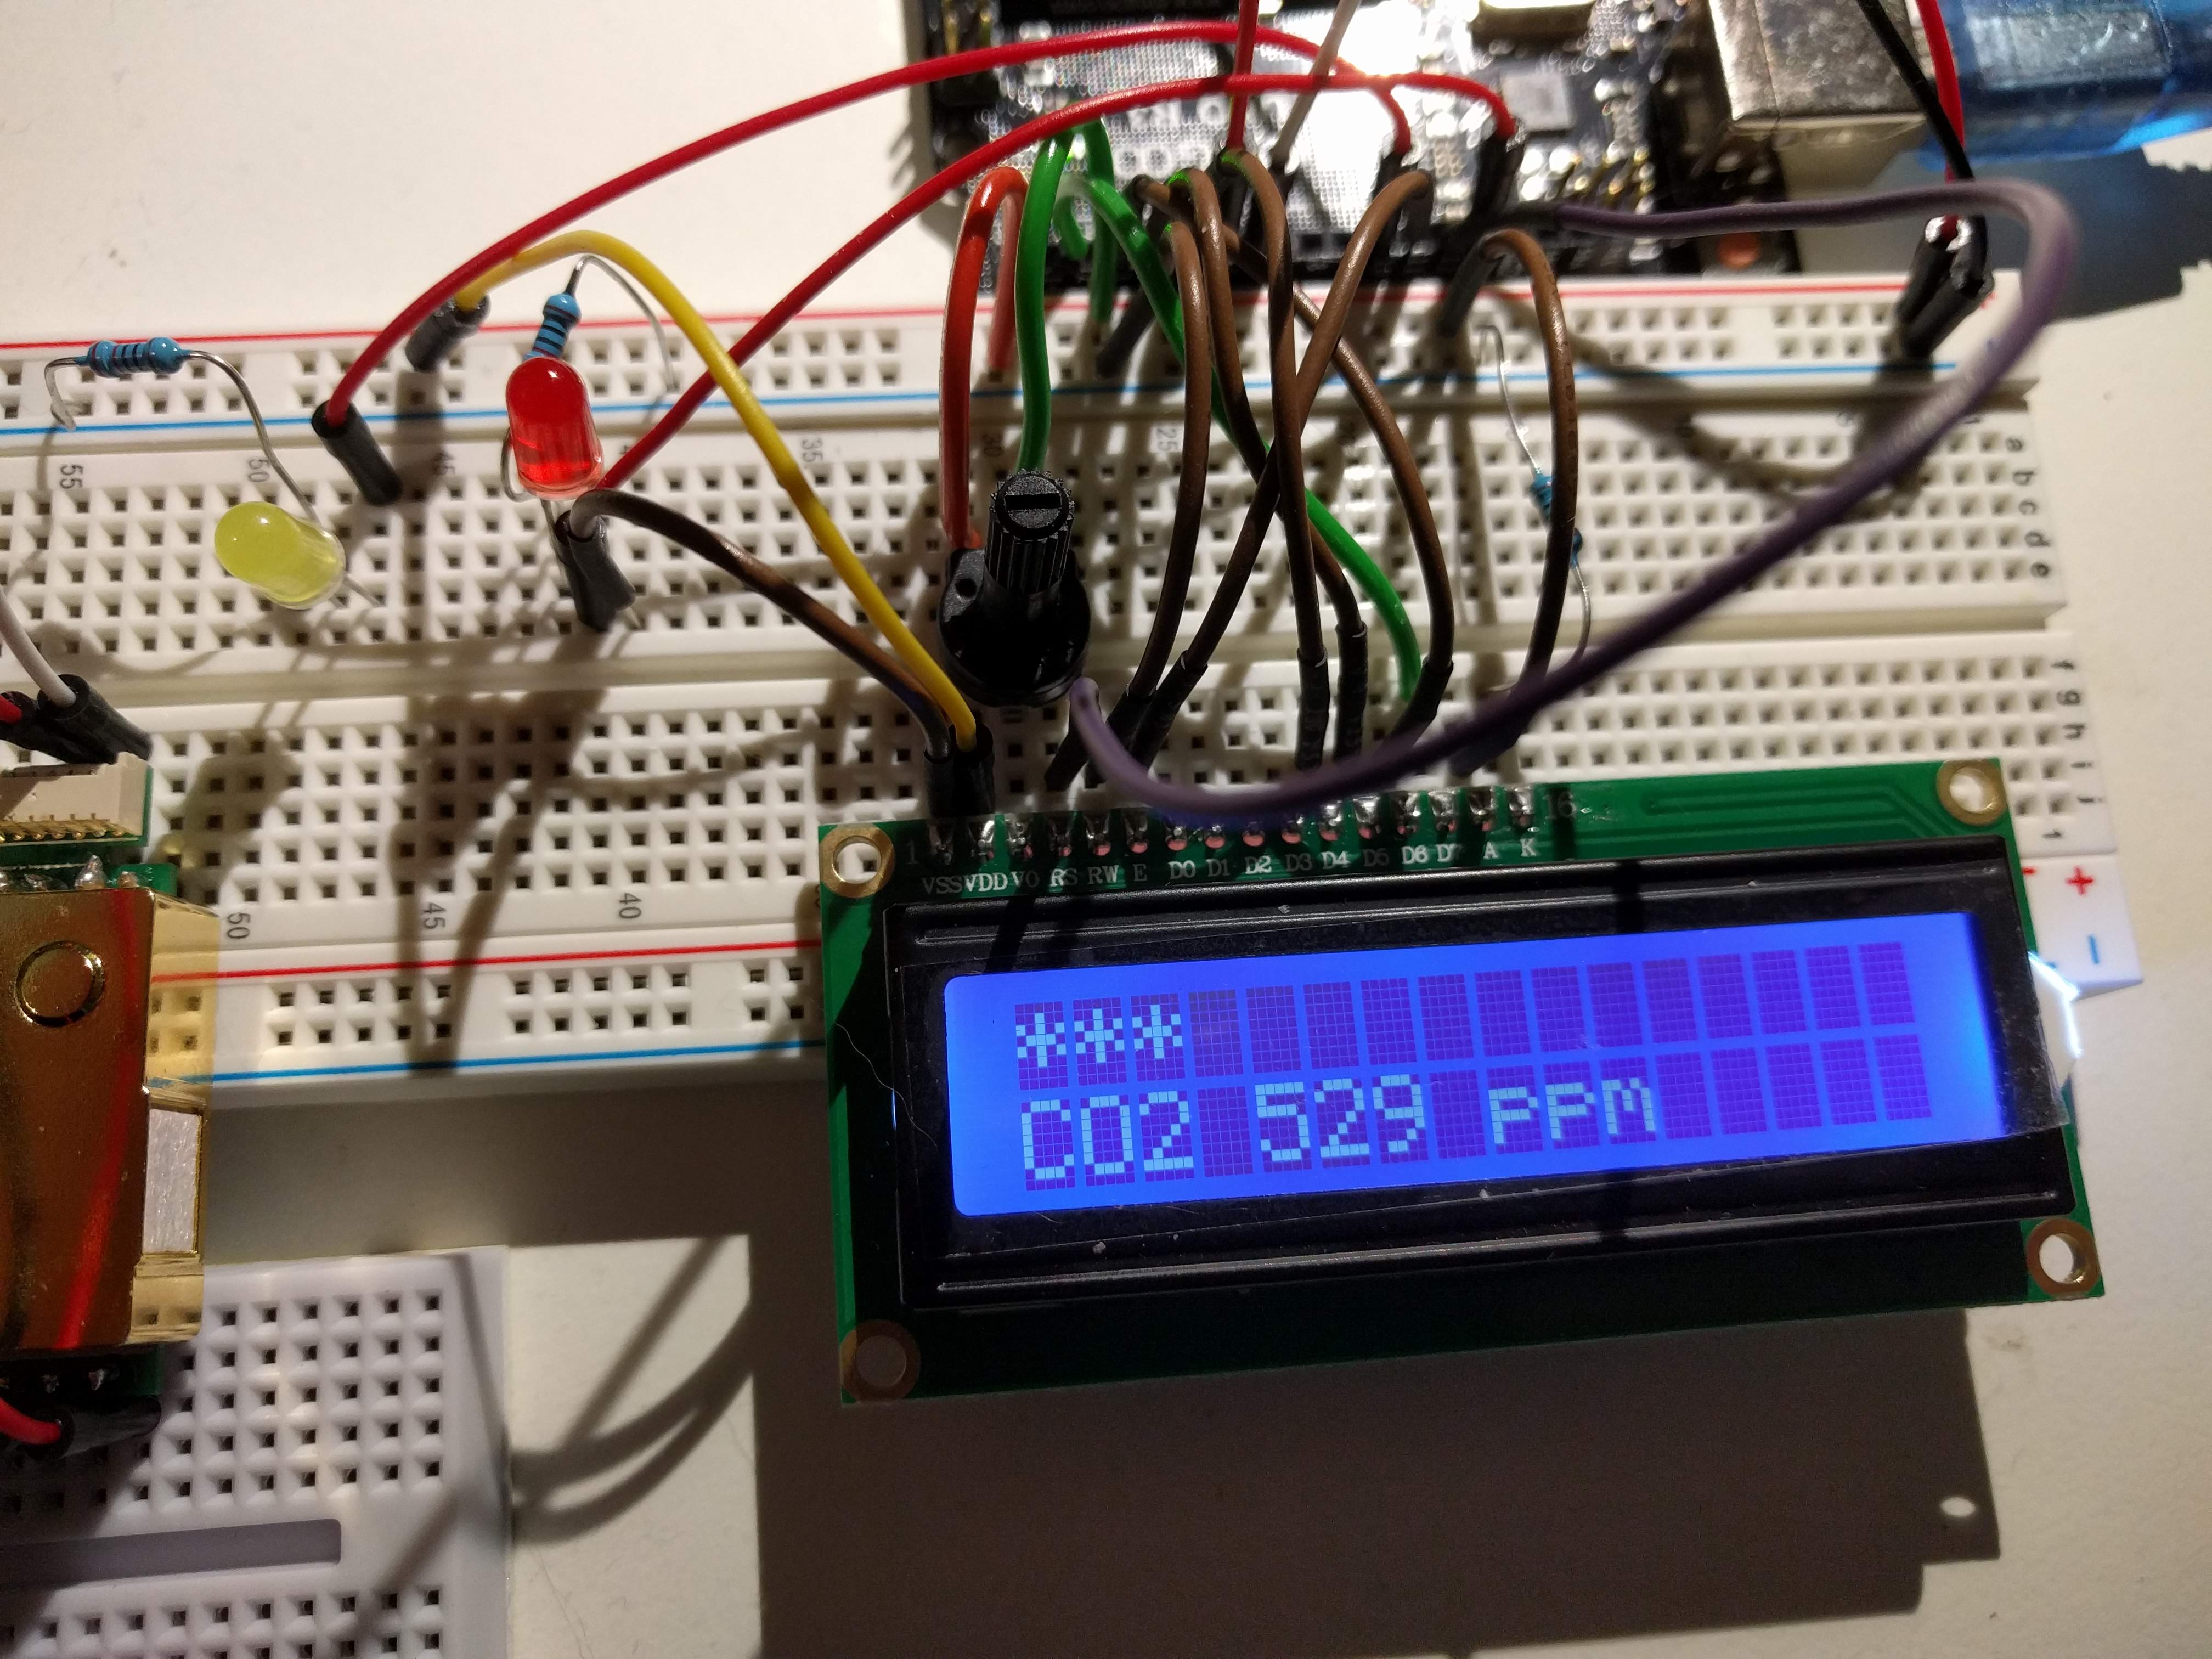 55
50
45
40
35
30
25
a
b
c
d
e
f
g
h
i
j
1
1
16
VSS VDD V0 RS RW E D0 D1 D2 D3 D4 D5 D6 D7 A K
50
45
40
+
−
***
CO2 529 ppm